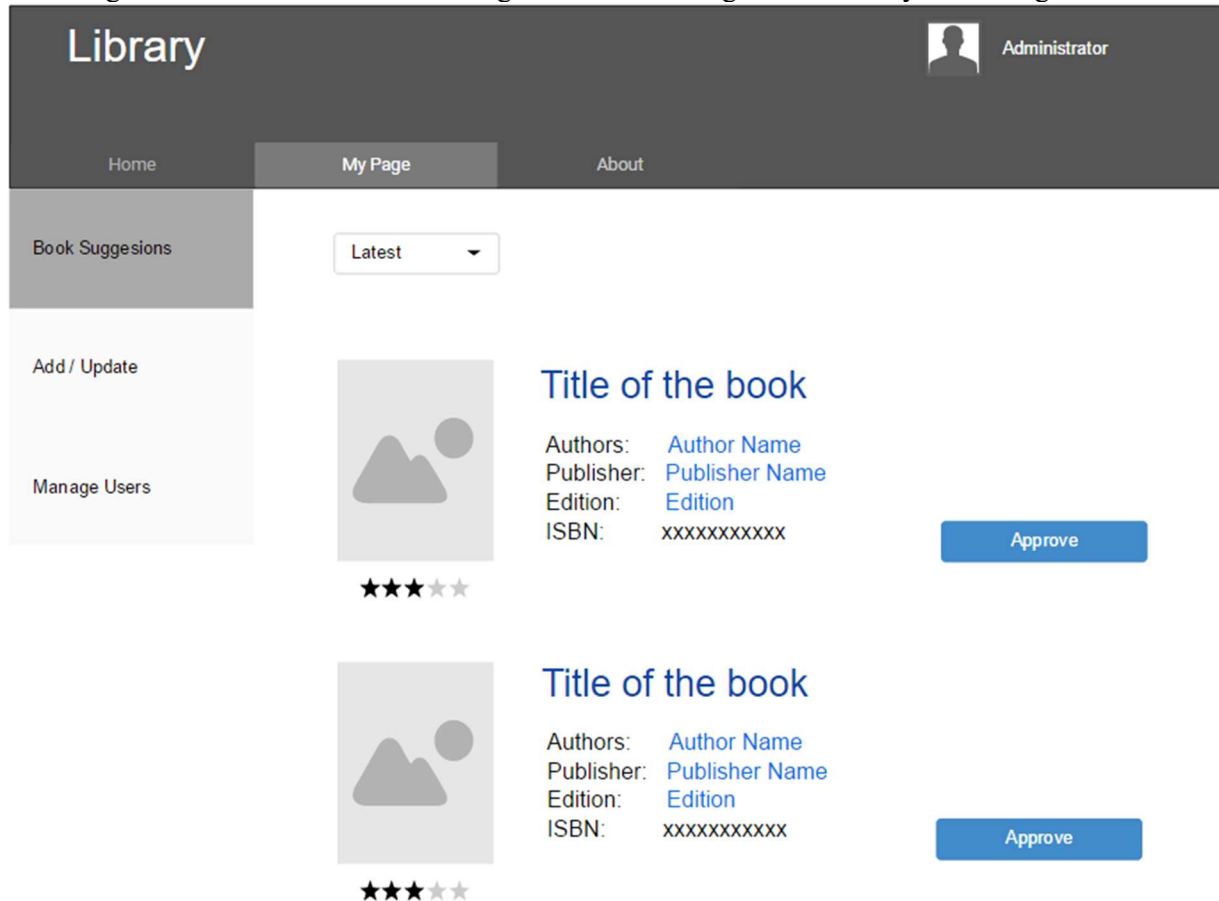 Library
Administrator
Home
My Page
About
Book Suggesions
Latest
Add / Update
Manage Users
Title of the book
Authors: Author Name
Publisher: Publisher Name
Edition: Edition
ISBN: xxxxxxxxxxx
Approve
Title of the book
Authors: Author Name
Publisher: Publisher Name
Edition: Edition
ISBN: xxxxxxxxxxx
Approve